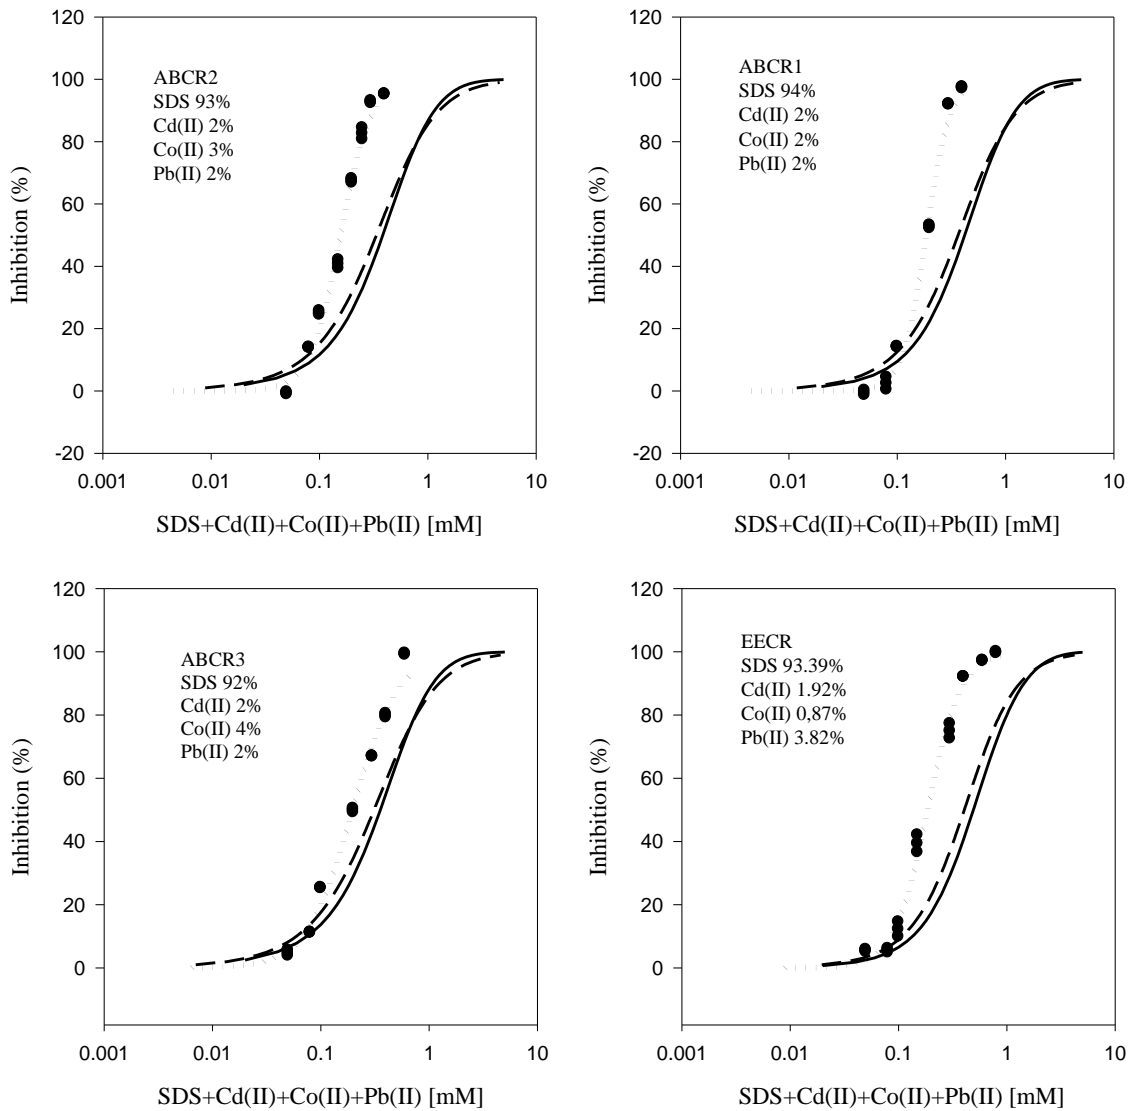 120
100
80
60
40
20
0
-20
Inhibition (%)
ABCR2
SDS 93%
Cd(II) 2%
Co(II) 3%
Pb(II) 2%
0.001 0.01 0.1 1 10
SDS+Cd(II)+Co(II)+Pb(II) [mM]
120
100
80
60
40
20
0
-20
Inhibition (%)
ABCR1
SDS 94%
Cd(II) 2%
Co(II) 2%
Pb(II) 2%
0.001 0.01 0.1 1 10
SDS+Cd(II)+Co(II)+Pb(II) [mM]
120
100
80
60
40
20
0
Inhibition (%)
ABCR3
SDS 92%
Cd(II) 2%
Co(II) 4%
Pb(II) 2%
0.001 0.01 0.1 1 10
SDS+Cd(II)+Co(II)+Pb(II) [mM]
120
100
80
60
40
20
0
Inhibition (%)
EECR
SDS 93.39%
Cd(II) 1.92%
Co(II) 0,87%
Pb(II) 3.82%
0.001 0.01 0.1 1 10
SDS+Cd(II)+Co(II)+Pb(II) [mM]